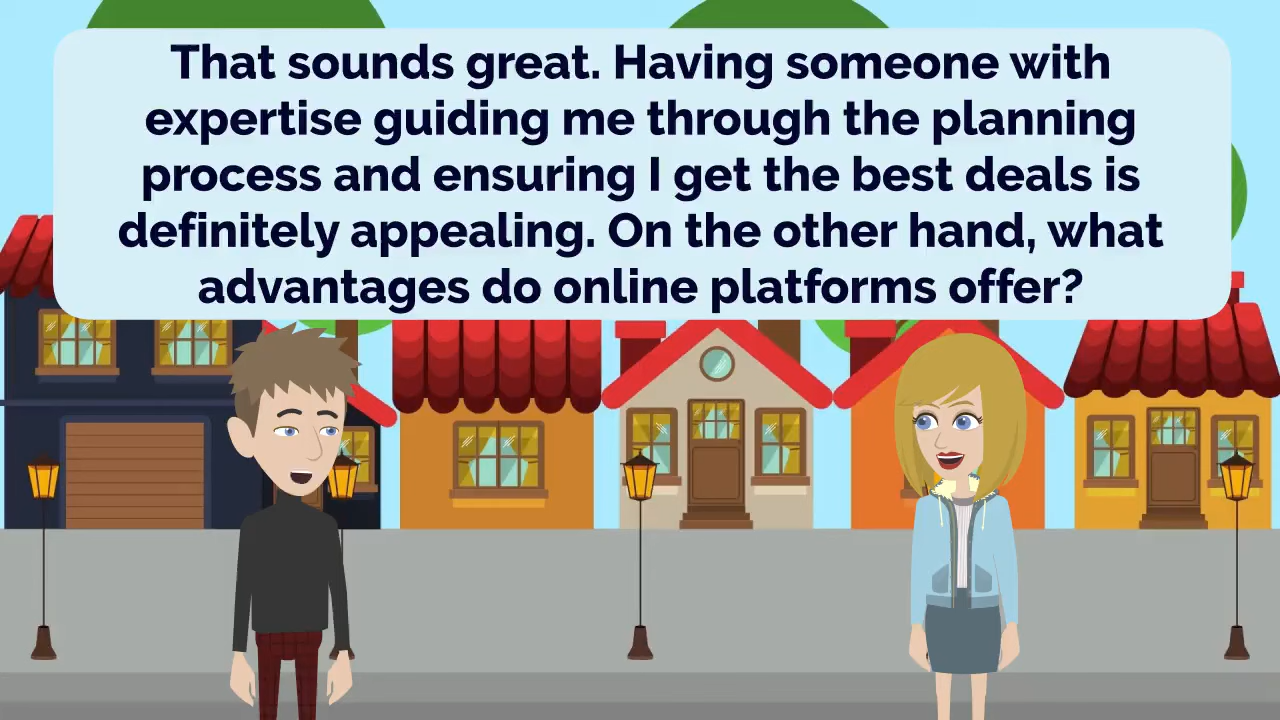 That sounds great. Having someone with
expertise guiding me through the planning
process and ensuring I get the best deals is
definitely appealing. On the other hand, what
advantages do online platforms offer?